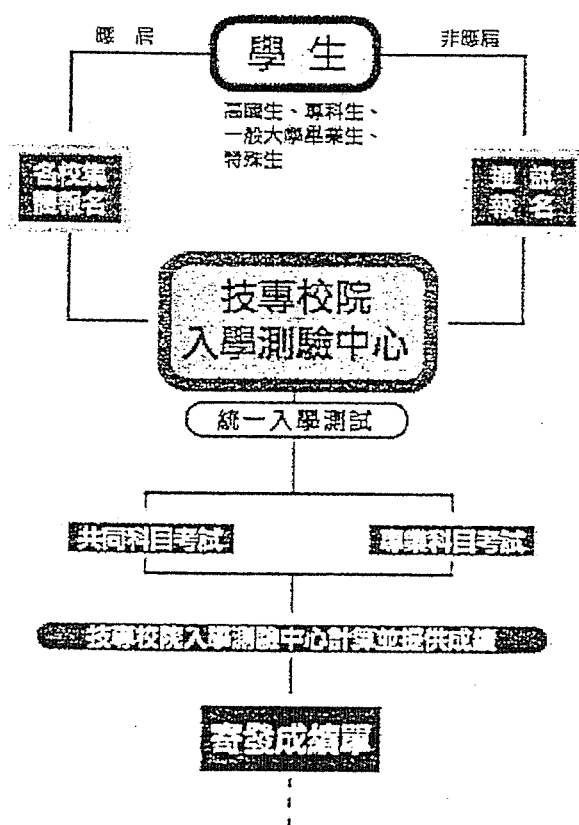 應屆
學生
非應屆
高職生、專科生、
一般大學畢業生、
特殊生
各校集
體報名
通訊
報名
技專校院
入學測驗中心
統一入學測試
共同科目考試
專業科目考試
技專校院入學測驗中心計算並提供成績
寄發成績單